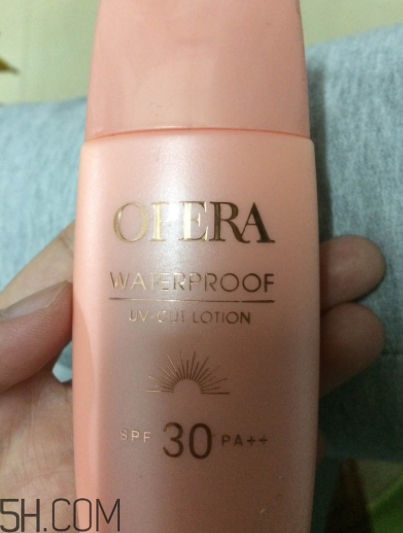 OPERA
WATERPROOF
UV-CUT LOTION
SPF 30 PA++
5H.COM